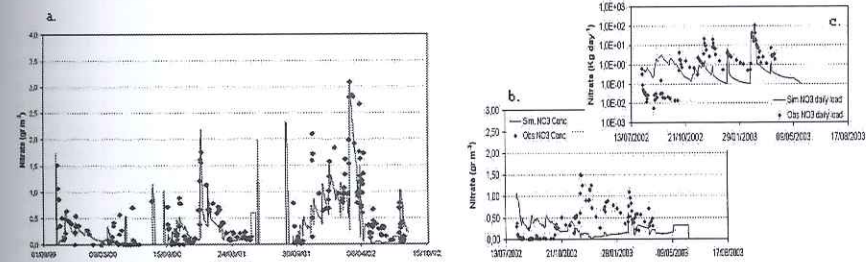 a.
Nitrate (gr m⁻³)
4,0
3,5
3,0
2,5
2,0
1,5
1,0
0,5
0,0
01/09/99
09/03/00
15/09/00
24/03/01
30/09/01
15/10/02
b.
Nitrate (gr m⁻³)
3,00
2,50
2,00
1,50
1,00
0,50
0,00
Sim. NO3 Conc
Obs NO3 Conc
13/07/2002
21/10/2002
29/01/2003
09/05/2003
17/08/2003
c.
Nitrate (Kg day⁻¹)
1,0E+03
1,0E+02
1,0E+01
1,0E+00
1,0E-01
1,0E-02
1,0E-03
Sim NO3 daily load
Obs NO3 daily load
13/07/2002
21/10/2002
29/01/2003
09/05/2003
17/08/2003